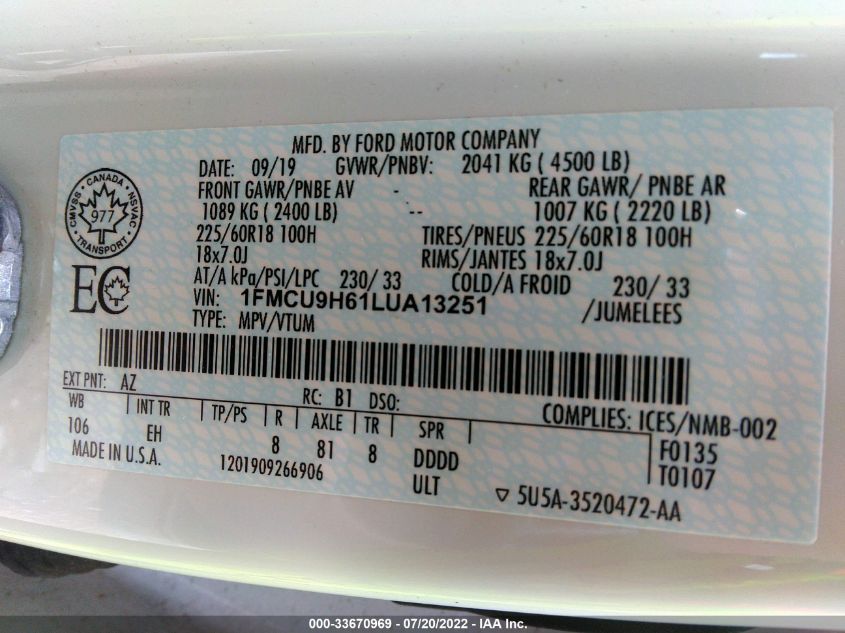 MFD. BY FORD MOTOR COMPANY
DATE: 09/19 GVWR/PNBV: 2041 KG ( 4500 LB)
FRONT GAWR/PNBE AV - REAR GAWR/ PNBE AR
1089 KG ( 2400 LB) -- 1007 KG ( 2220 LB)
225/60R18 100H TIRES/PNEUS 225/60R18 100H
18x7.0J RIMS/JANTES 18x7.0J
AT/A kPa/PSI/LPC 230/ 33 COLD/A FROID 230/ 33
VIN: 1FMCU9H61LUA13251 /JUMELEES
TYPE: MPV/VTUM
CANADA
CMVSS NSVAC
977
TRANSPORT
EC
EXT PNT: AZ RC: B1 DSO:
COMPLIES: ICES/NMB-002
WB INT TR TP/PS R AXLE TR SPR
106 EH 8 81 8 DDDD F0135
MADE IN U.S.A. 1201909266906 ULT T0107
▽ 5U5A-3520472-AA
000-33670969 - 07/20/2022 - IAA Inc.